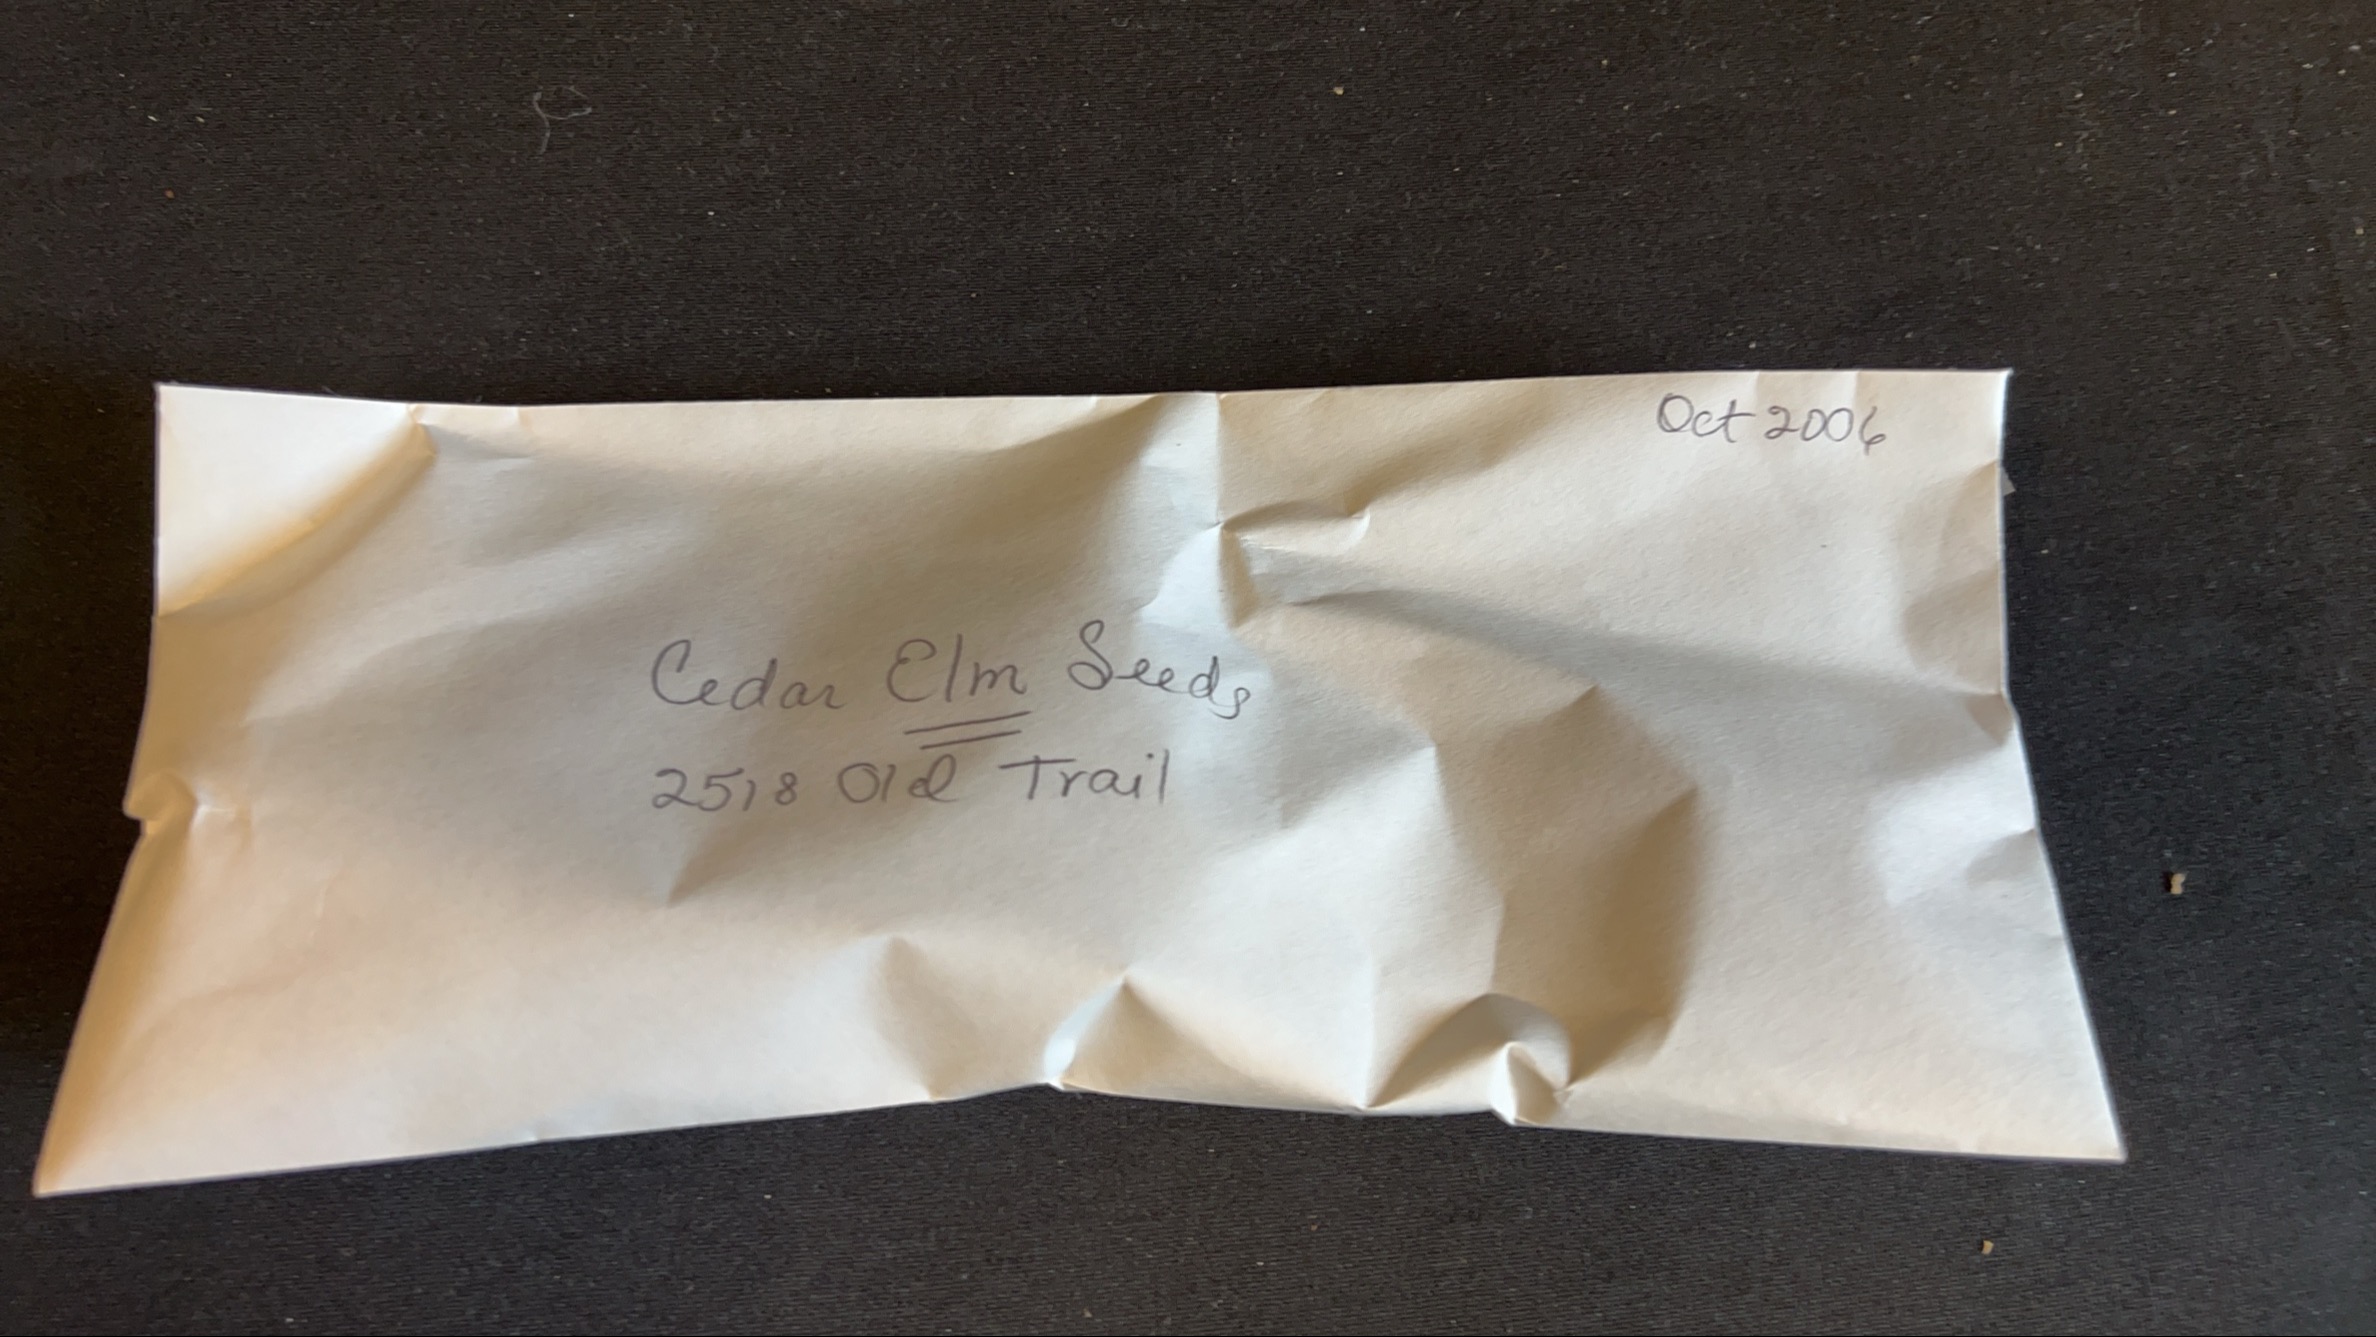 Oct 2006
Cedar Elm Seeds
2518 Old Trail